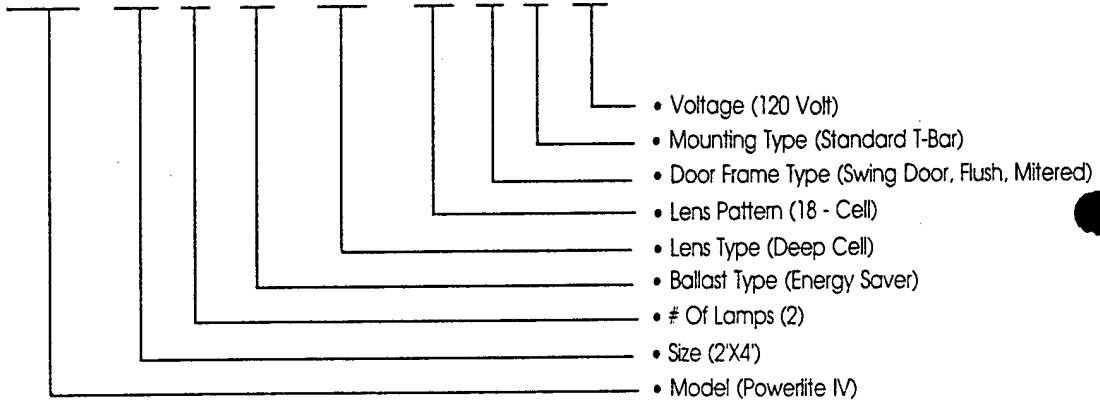 • Voltage (120 Volt)
• Mounting Type (Standard T-Bar)
• Door Frame Type (Swing Door, Flush, Mitered)
• Lens Pattern (18 - Cell)
• Lens Type (Deep Cell)
• Ballast Type (Energy Saver)
• # Of Lamps (2)
• Size (2'X4')
• Model (Powerlite IV)